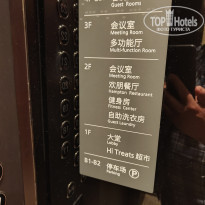 Guest Rooms
3F 会议室
Meeting Room
多功能厅
Multi-function Room
2F 会议室
Meeting Room
欢朋餐厅
Hampton Restaurant
健身房
Fitness Center
自助洗衣房
Guest Laundry
1F 大堂
Lobby
Hi Treats 超市
B1-B2 停车场 P
Parking
TopHotels